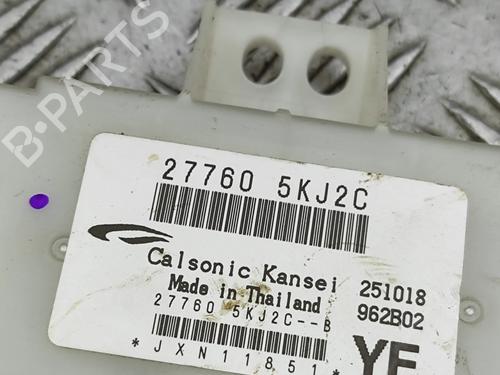 B-PARTS
27760 5KJ2C
Calsonic Kansei 251018
Made in Thailand 962B02
27760 5KJ2C--B
*JXN11851*
YF